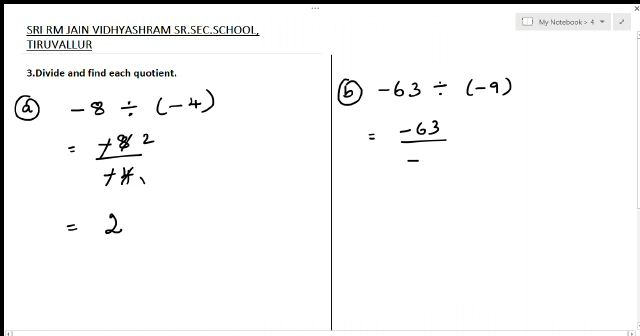 SRI RM JAIN VIDHYASHRAM SR.SEC.SCHOOL,
TIRUVALLUR
My Notebook > 4
3.Divide and find each quotient.
(a) -8 ÷ (-4)
= -8 2
-4 1
= 2
(b) -63 ÷ (-9)
= -63
-